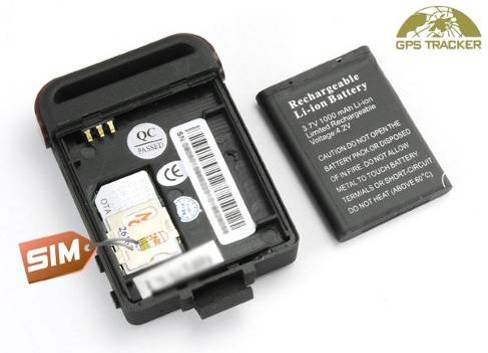 GPS TRACKER
Rechargeable
Li-ion Battery
3.7V 1000 mAh Li-ion
Limited Rechargeable
Voltage 4.2V
CAUTION: DO NOT OPEN THE
BATTERY PACK OR DISPOSE
OF IN FIRE. DO NOT ALLOW
METAL TO TOUCH BATTERY
TERMINALS OR SHORT-CIRCUIT
DO NOT HEAT (ABOVE 60°C)
QC
PASSED
CE
OTA
SIM